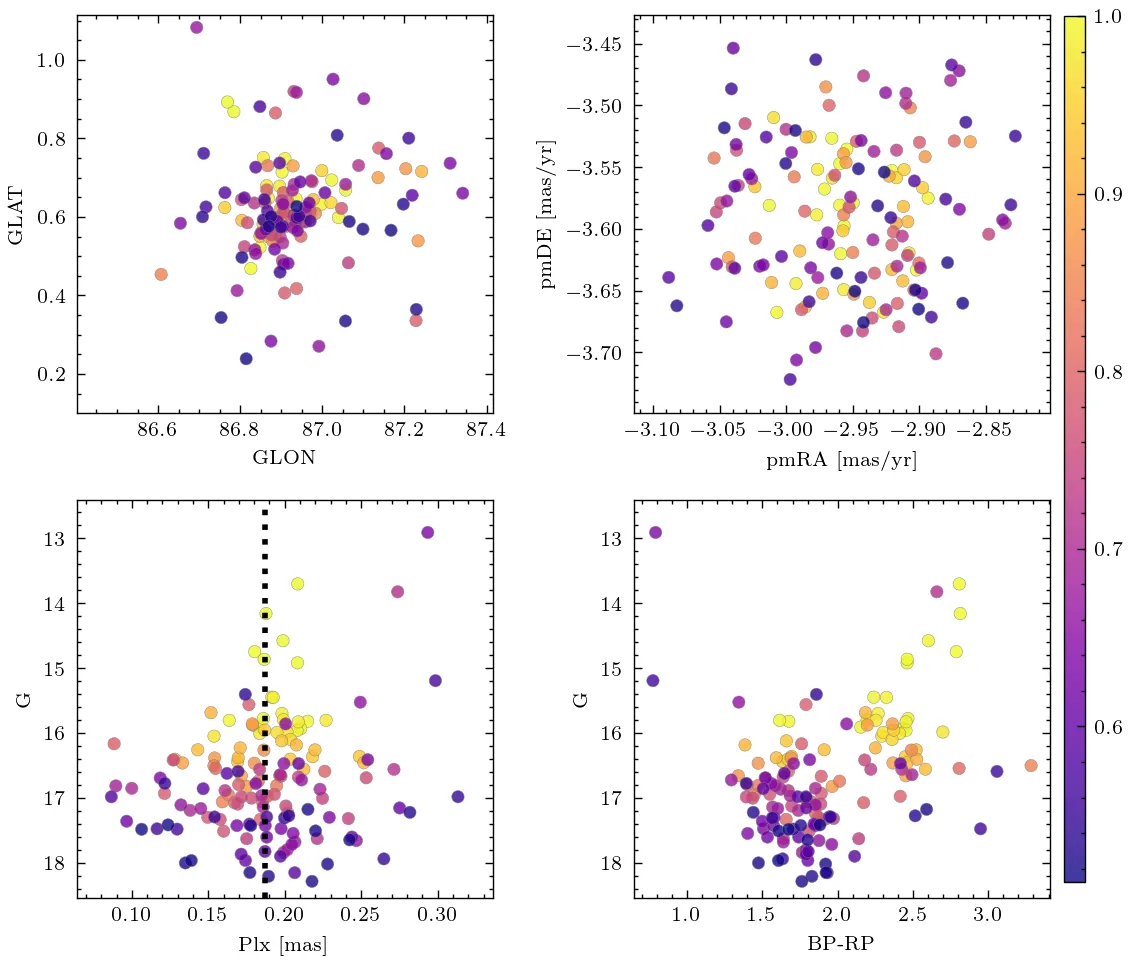 1.0
0.8
0.6
0.4
0.2
GLAT
86.6 86.8 87.0 87.2 87.4
GLON
−3.45
−3.50
−3.55
−3.60
−3.65
−3.70
pmDE [mas/yr]
−3.10 −3.05 −3.00 −2.95 −2.90 −2.85
pmRA [mas/yr]
13
14
15
16
17
18
G
0.10 0.15 0.20 0.25 0.30
Plx [mas]
13
14
15
16
17
18
G
1.0 1.5 2.0 2.5 3.0
BP-RP
1.0
0.9
0.8
0.7
0.6